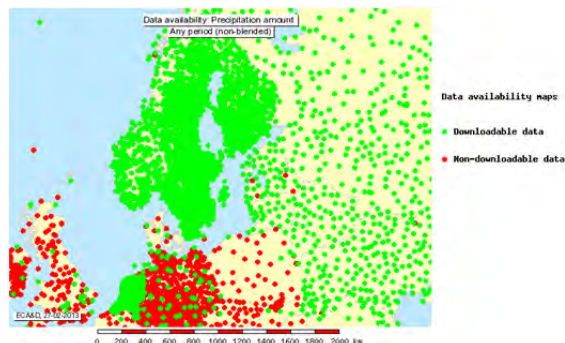 Data availability: Precipitation amount
Any period (non-blended)
Data availability maps
Downloadable data
Non-downloadable data
ECA&D, 27-02-2013
0 200 400 600 800 1000 1200 1400 1600 1800 2000 km